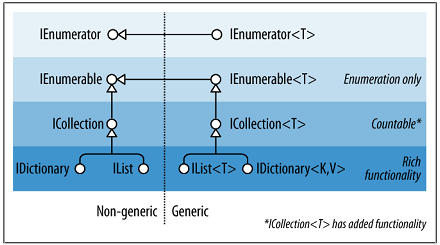 IEnumerator IEnumerator<T>
IEnumerable IEnumerable<T> Enumeration only
ICollection ICollection<T> Countable*
IDictionary IList IList<T> IDictionary<K,V> Rich
functionality
Non-generic Generic
*ICollection<T> has added functionality